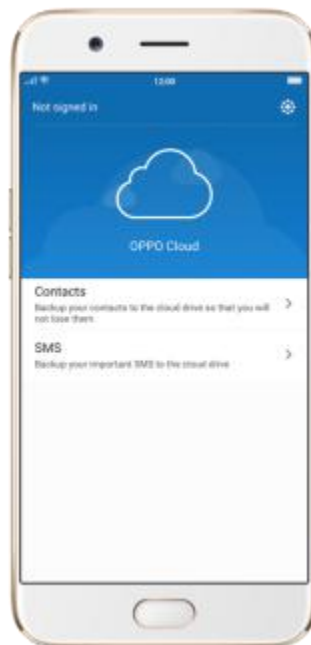 12:00
Not signed in
OPPO Cloud
Contacts
Backup your contacts to the cloud drive so that you will
not lose them
SMS
Backup your important SMS to the cloud drive